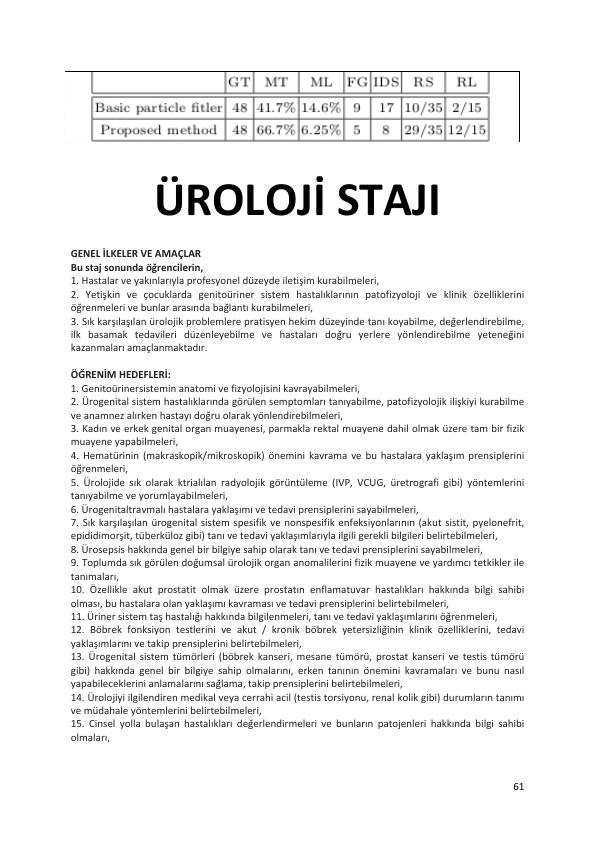 GT MT ML FG IDS RS RL
Basic particle fitler 48 41.7% 14.6% 9 17 10/35 2/15
Proposed method 48 66.7% 6.25% 5 8 29/35 12/15
ÜROLOJİ STAJI
GENEL İLKELER VE AMAÇLAR
Bu staj sonunda öğrencilerin,
1. Hastalar ve yakınlarıyla profesyonel düzeyde iletişim kurabilmeleri,
2. Yetişkin ve çocuklarda genitoüriner sistem hastalıklarının patofizyoloji ve klinik özelliklerini
öğrenmeleri ve bunlar arasında bağlantı kurabilmeleri,
3. Sık karşılaşılan ürolojik problemlere pratisyen hekim düzeyinde tanı koyabilme, değerlendirebilme,
ilk basamak tedavileri düzenleyebilme ve hastaları doğru yerlere yönlendirebilme yeteneğini
kazanmaları amaçlanmaktadır.
ÖĞRENİM HEDEFLERİ:
1. Genitoürinersistemin anatomi ve fizyolojisini kavrayabilmeleri,
2. Ürogenital sistem hastalıklarında görülen semptomları tanıyabilme, patofizyolojik ilişkiyi kurabilme
ve anamnez alırken hastayı doğru olarak yönlendirebilmeleri,
3. Kadın ve erkek genital organ muayenesi, parmakla rektal muayene dahil olmak üzere tam bir fizik
muayene yapabilmeleri,
4. Hematürinin (makraskopik/mikroskopik) önemini kavrama ve bu hastalara yaklaşım prensiplerini
öğrenmeleri,
5. Ürolojide sık olarak ktrialılan radyolojik görüntüleme (IVP, VCUG, üretrografi gibi) yöntemlerini
tanıyabilme ve yorumlayabilmeleri,
6. Ürogenitaltravmalı hastalara yaklaşımı ve tedavi prensiplerini sayabilmeleri,
7. Sık karşılaşılan ürogenital sistem spesifik ve nonspesifik enfeksiyonlarının (akut sistit, pyelonefrit,
epididimorşit, tüberküloz gibi) tanı ve tedavi yaklaşımlarıyla ilgili gerekli bilgileri belirtebilmeleri,
8. Ürosepsis hakkında genel bir bilgiye sahip olarak tanı ve tedavi prensiplerini sayabilmeleri,
9. Toplumda sık görülen doğumsal ürolojik organ anomalilerini fizik muayene ve yardımcı tetkikler ile
tanımaları,
10. Özellikle akut prostatit olmak üzere prostatın enflamatuvar hastalıkları hakkında bilgi sahibi
olması, bu hastalara olan yaklaşımı kavraması ve tedavi prensiplerini belirtebilmeleri,
11. Üriner sistem taş hastalığı hakkında bilgilenmeleri, tanı ve tedavi yaklaşımlarını öğrenmeleri,
12. Böbrek fonksiyon testlerini ve akut / kronik böbrek yetersizliğinin klinik özelliklerini, tedavi
yaklaşımlarını ve takip prensiplerini belirtebilmeleri,
13. Ürogenital sistem tümörleri (böbrek kanseri, mesane tümörü, prostat kanseri ve testis tümörü
gibi) hakkında genel bir bilgiye sahip olmalarını, erken tanının önemini kavramaları ve bunu nasıl
yapabileceklerini anlamalarını sağlama, takip prensiplerini belirtebilmeleri,
14. Ürolojiyi ilgilendiren medikal veya cerrahi acil (testis torsiyonu, renal kolik gibi) durumların tanımı
ve müdahale yöntemlerini belirtebilmeleri,
15. Cinsel yolla bulaşan hastalıkları değerlendirmeleri ve bunların patojenleri hakkında bilgi sahibi
olmaları,
61